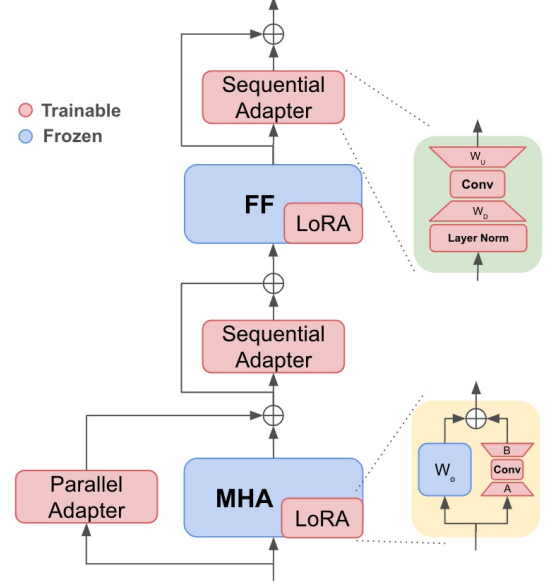 Trainable
Frozen
Sequential
Adapter
FF
LoRA
Sequential
Adapter
Parallel
Adapter
MHA
LoRA
W_U
Conv
W_D
Layer Norm
W_o
B
Conv
A